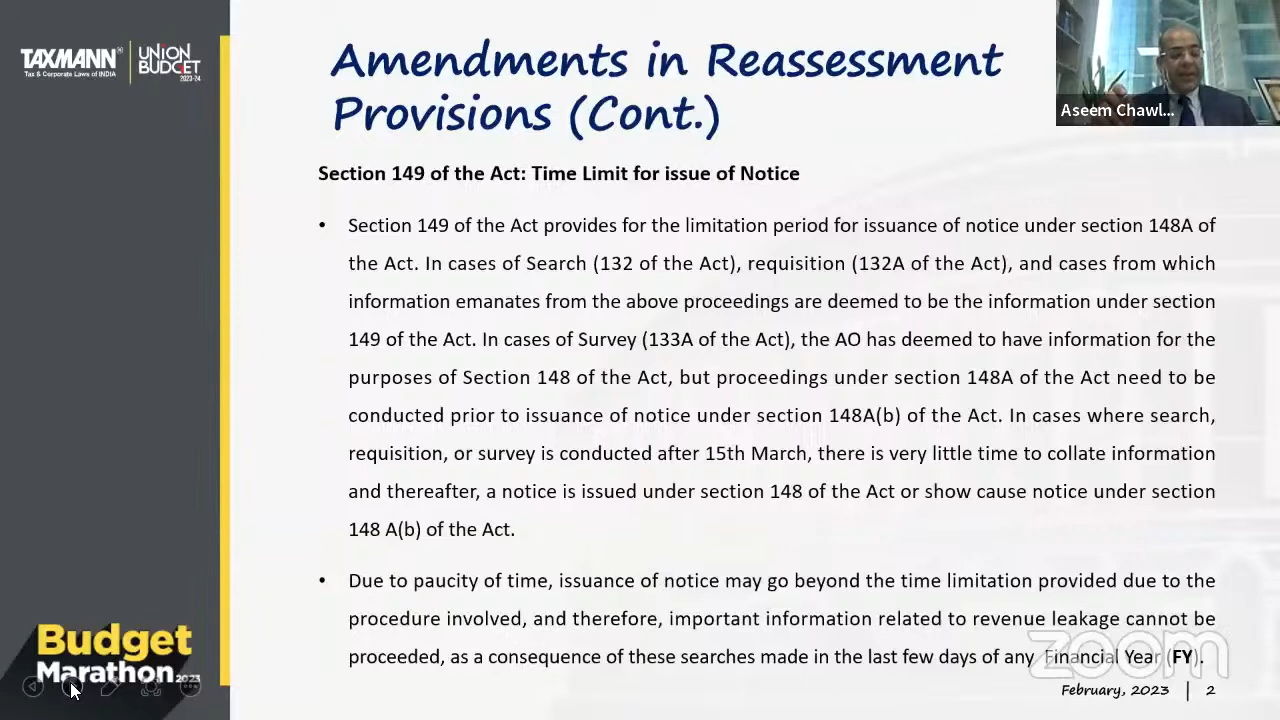 TAXMANN®
Tax & Corporate Laws of INDIA
UNION
BUDGET
2023-24
Amendments in Reassessment
Provisions (Cont.)
Aseem Chawl...
Section 149 of the Act: Time Limit for issue of Notice
• Section 149 of the Act provides for the limitation period for issuance of notice under section 148A of
the Act. In cases of Search (132 of the Act), requisition (132A of the Act), and cases from which
information emanates from the above proceedings are deemed to be the information under section
149 of the Act. In cases of Survey (133A of the Act), the AO has deemed to have information for the
purposes of Section 148 of the Act, but proceedings under section 148A of the Act need to be
conducted prior to issuance of notice under section 148A(b) of the Act. In cases where search,
requisition, or survey is conducted after 15th March, there is very little time to collate information
and thereafter, a notice is issued under section 148 of the Act or show cause notice under section
148 A(b) of the Act.
• Due to paucity of time, issuance of notice may go beyond the time limitation provided due to the
procedure involved, and therefore, important information related to revenue leakage cannot be
proceeded, as a consequence of these searches made in the last few days of any Financial Year (FY).
zoom
Budget
Marathon 2023
February, 2023 | 2